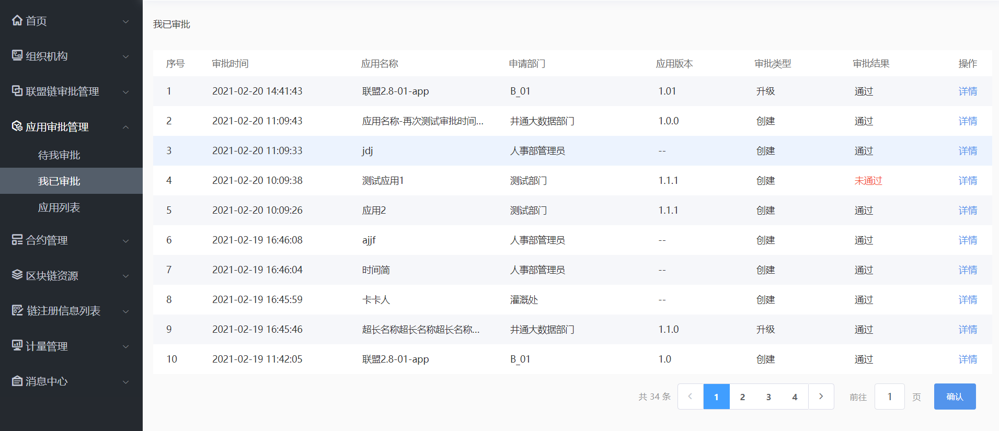 首页
组织机构
联盟链审批管理
应用审批管理
待我审批
我已审批
应用列表
合约管理
区块链资源
链注册信息列表
计量管理
消息中心
我已审批
序号 审批时间 应用名称 申请部门 应用版本 审批类型 审批结果 操作
1 2021-02-20 14:41:43 联盟2.8-01-app B_01 1.01 升级 通过 详情
2 2021-02-20 11:09:43 应用名称-再次测试审批时间... 井通大数据部门 1.0.0 创建 通过 详情
3 2021-02-20 11:09:33 jdj 人事部管理员 -- 创建 通过 详情
4 2021-02-20 10:09:38 测试应用1 测试部门 1.1.1 创建 未通过 详情
5 2021-02-20 10:09:26 应用2 测试部门 1.1.1 创建 通过 详情
6 2021-02-19 16:46:08 ajjf 人事部管理员 -- 创建 通过 详情
7 2021-02-19 16:46:04 时间简 人事部管理员 -- 创建 通过 详情
8 2021-02-19 16:45:59 卡卡人 灌溉处 -- 创建 通过 详情
9 2021-02-19 16:45:46 超长名称超长名称超长名称... 井通大数据部门 1.1.0 升级 通过 详情
10 2021-02-19 11:42:05 联盟2.8-01-app B_01 1.0 创建 通过 详情
共 34 条 1 2 3 4 前往 1 页 确认